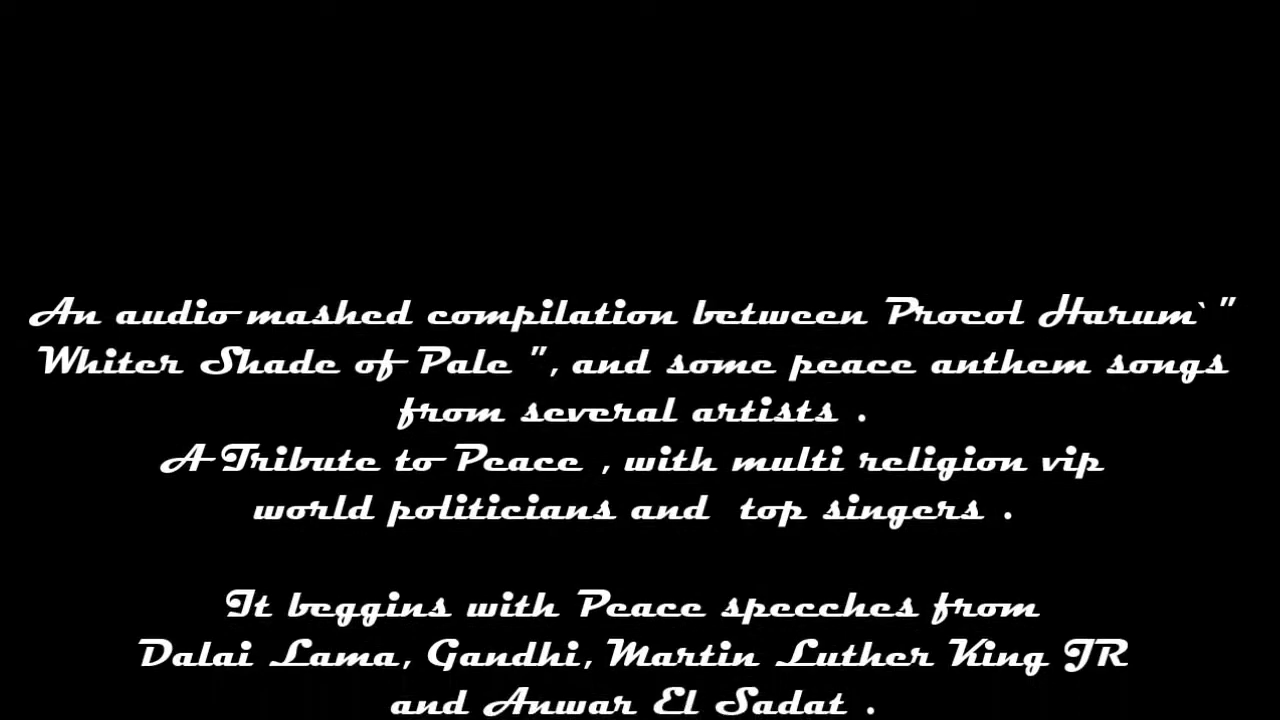 An audio mashed compilation between Procol Harum` "
Whiter Shade of Pale ", and some peace anthem songs
from several artists .
A Tribute to Peace , with multi religion vip
world politicians and top singers .
It beggins with Peace speeches from
Dalai Lama, Gandhi, Martin Luther King JR
and Anwar El Sadat .